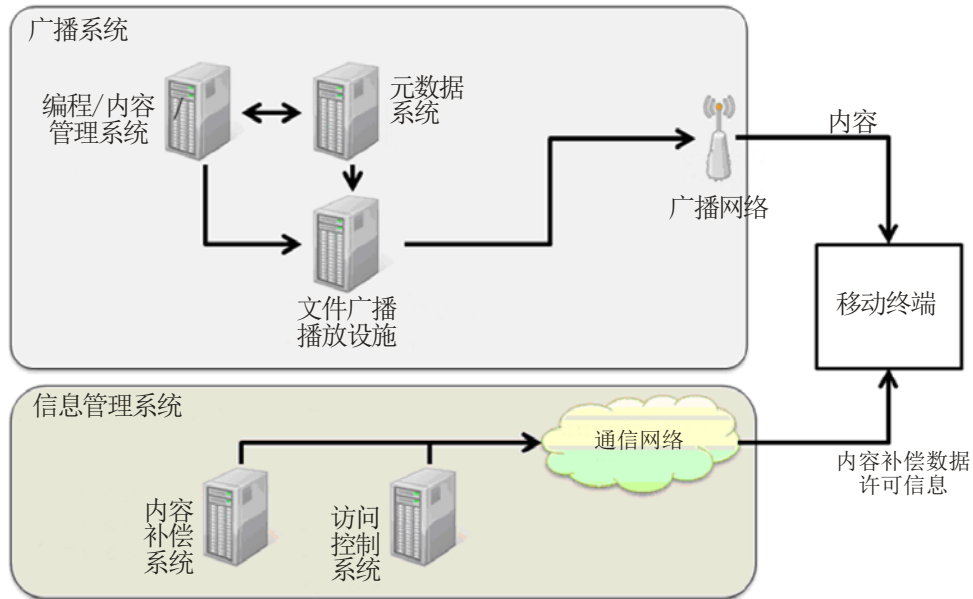 广播系统
编程/内容
管理系统
元数据
系统
内容
广播网络
文件广播
播放设施
移动终端
信息管理系统
通信网络
内容补偿数据
许可信息
内容
补偿
系统
访问
控制
系统